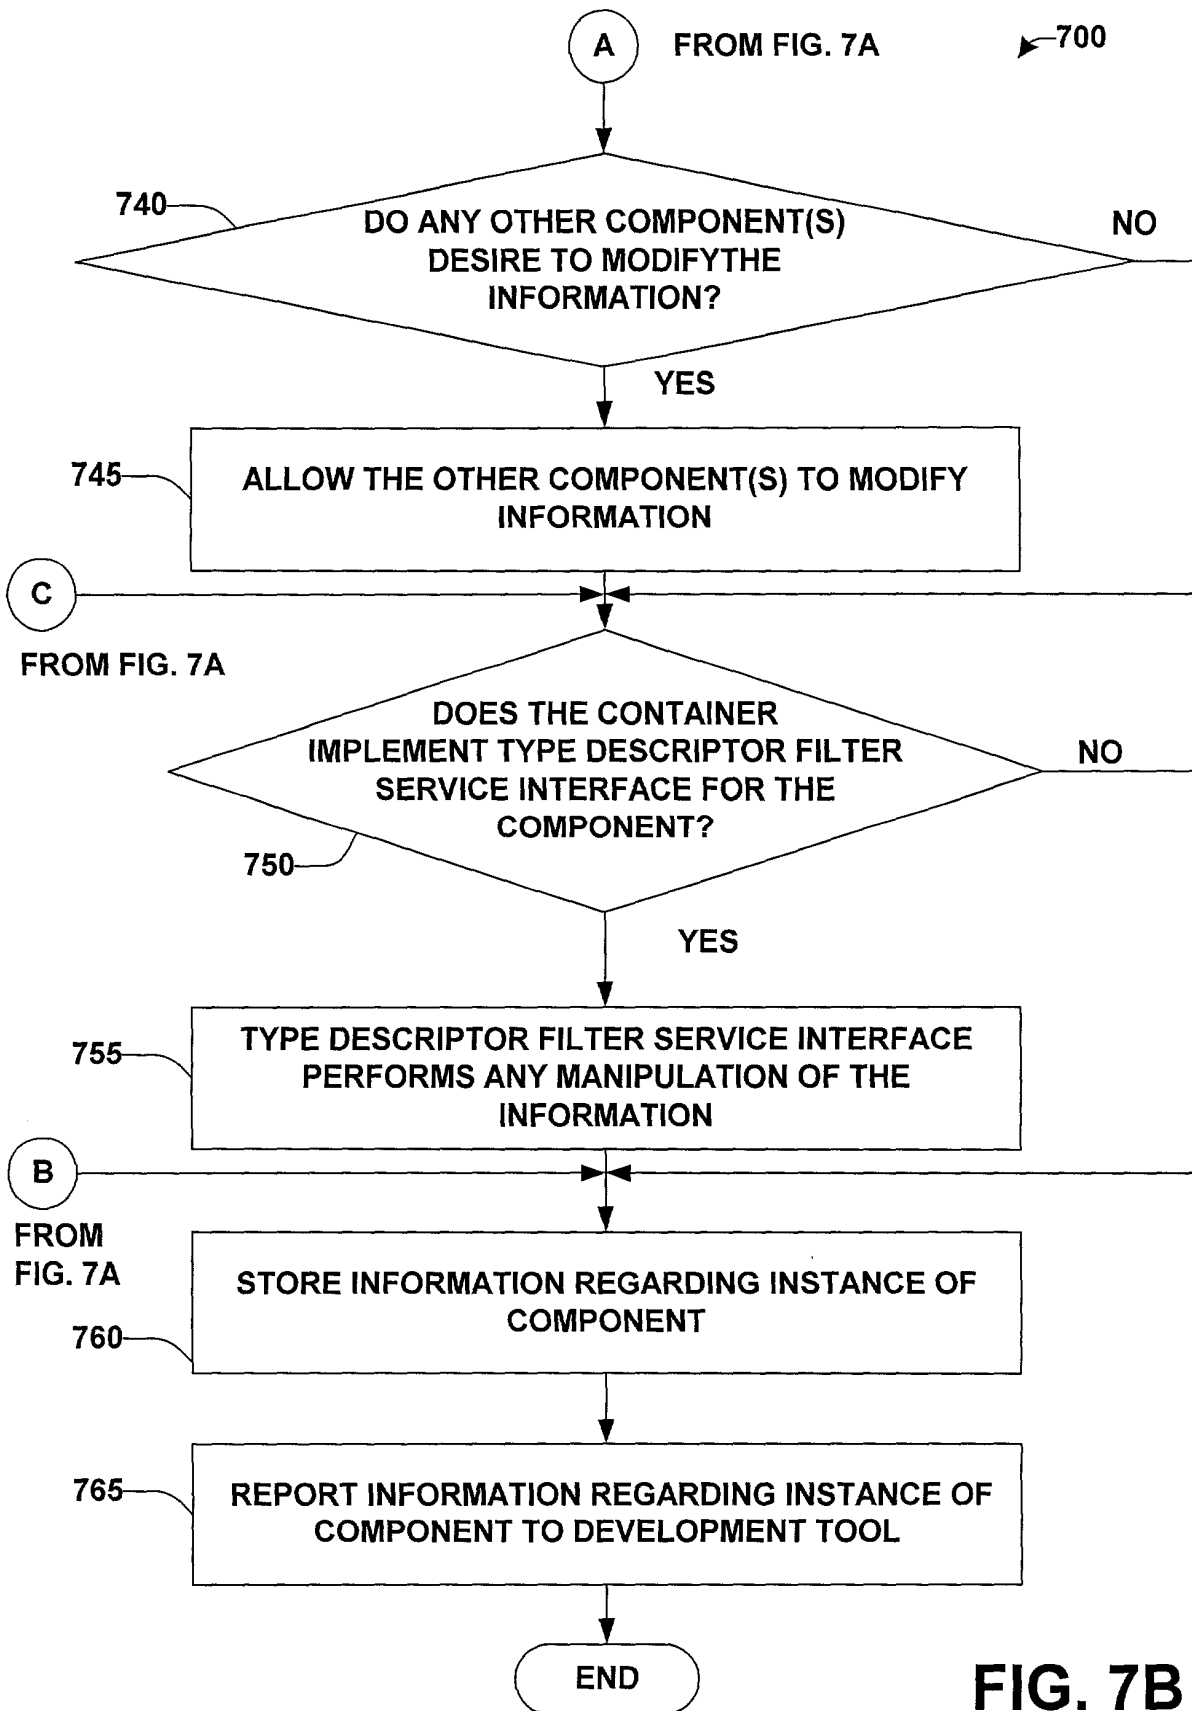 A FROM FIG. 7A 700
740
DO ANY OTHER COMPONENT(S)
DESIRE TO MODIFYTHE
INFORMATION?
NO
YES
745
ALLOW THE OTHER COMPONENT(S) TO MODIFY
INFORMATION
C
FROM FIG. 7A
DOES THE CONTAINER
IMPLEMENT TYPE DESCRIPTOR FILTER
SERVICE INTERFACE FOR THE
COMPONENT?
NO
750
YES
755
TYPE DESCRIPTOR FILTER SERVICE INTERFACE
PERFORMS ANY MANIPULATION OF THE
INFORMATION
B
FROM
FIG. 7A
STORE INFORMATION REGARDING INSTANCE OF
COMPONENT
760
765
REPORT INFORMATION REGARDING INSTANCE OF
COMPONENT TO DEVELOPMENT TOOL
END
FIG. 7B